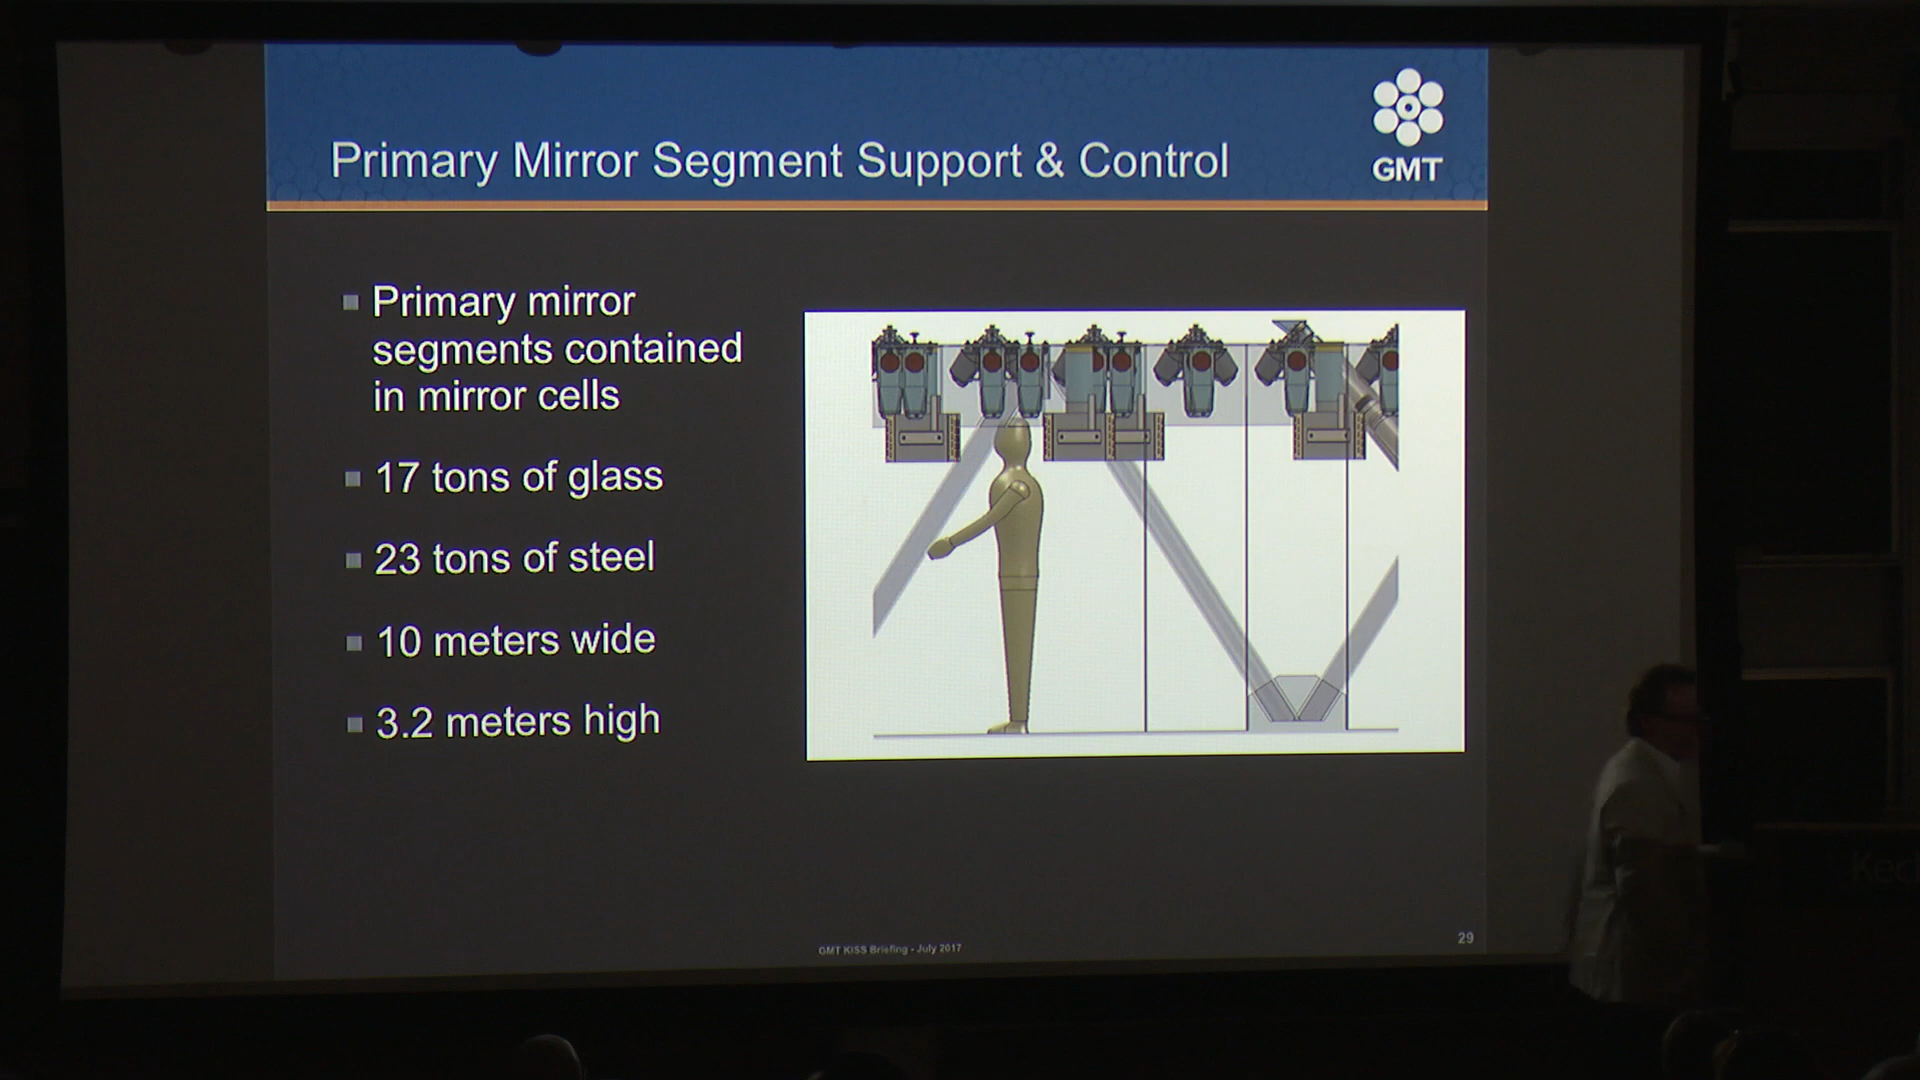 GMT
Primary Mirror Segment Support & Control
Primary mirror
segments contained
in mirror cells
17 tons of glass
23 tons of steel
10 meters wide
3.2 meters high
GMT KISS Briefing - July 2017
29